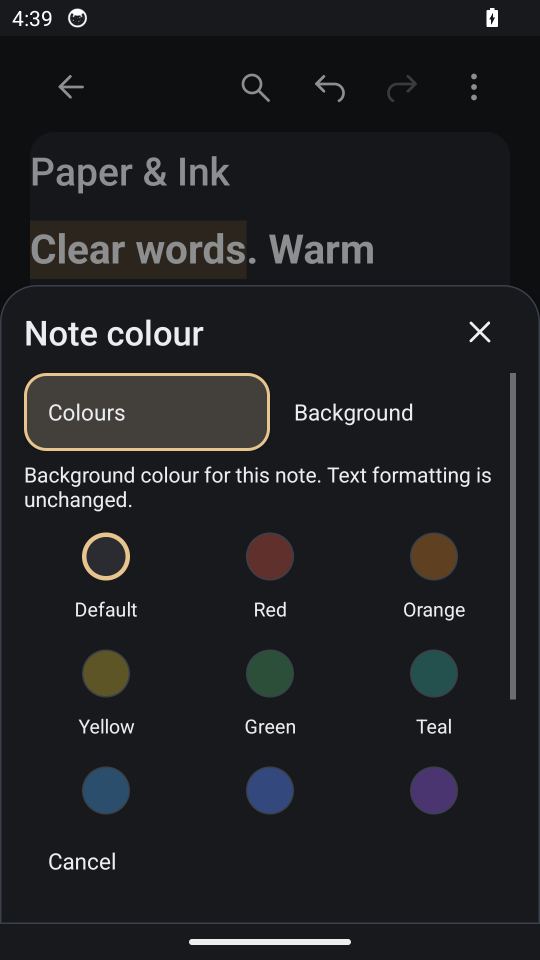 4:39
Paper & Ink
Clear words. Warm
Note colour
Colours
Background
Background colour for this note. Text formatting is
unchanged.
Default
Red
Orange
Yellow
Green
Teal
Cancel